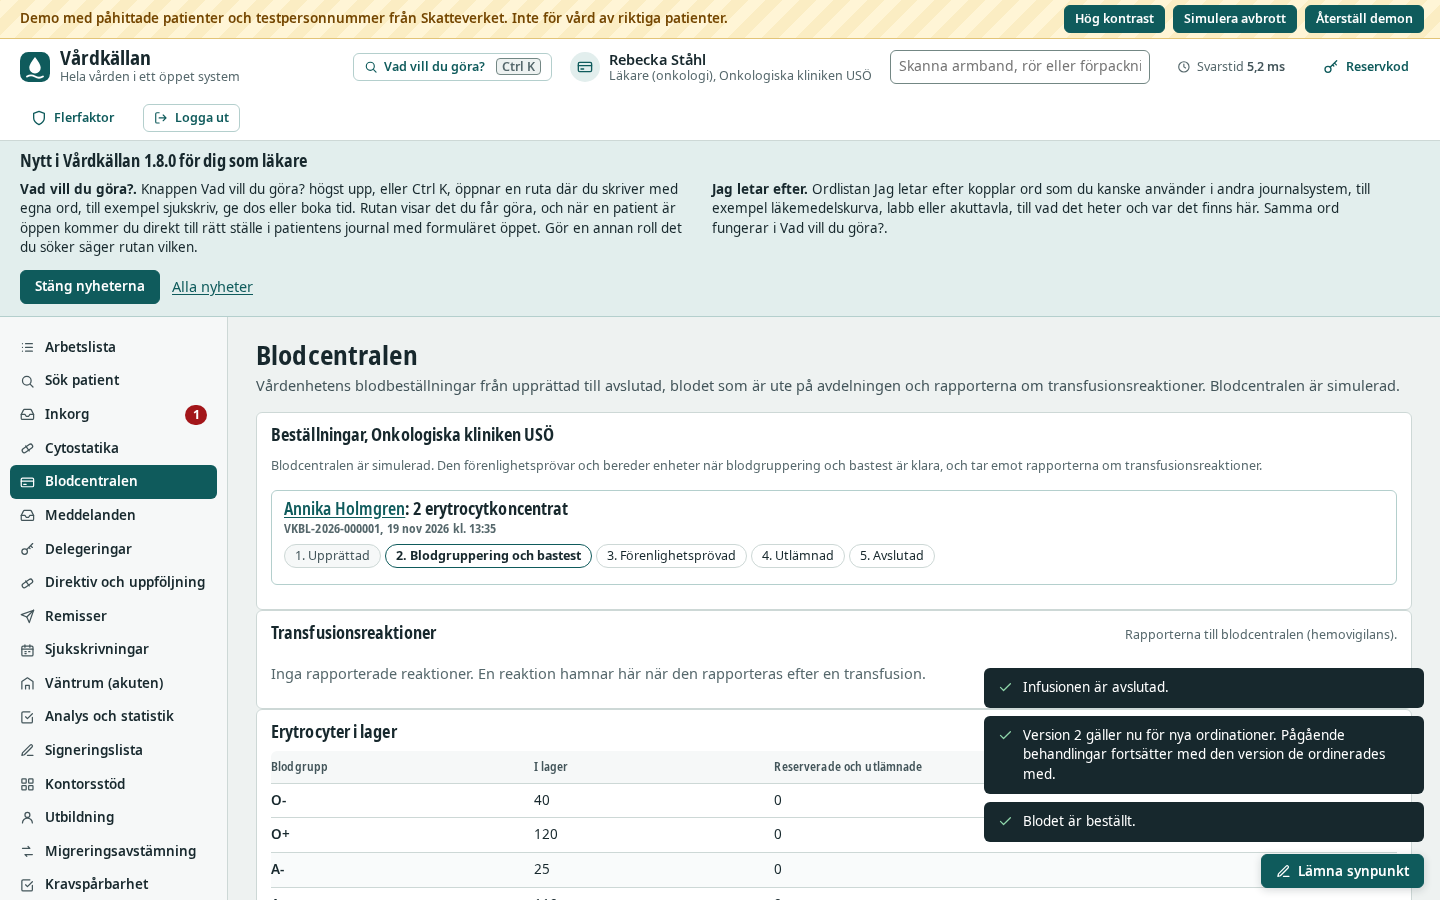 Demo med påhittade patienter och testpersonnummer från Skatteverket. Inte för vård av riktiga patienter.
Hög kontrast
Simulera avbrott
Återställ demon
Vårdkällan
Hela vården i ett öppet system
Vad vill du göra? Ctrl K
Rebecka Ståhl
Läkare (onkologi), Onkologiska kliniken USÖ
Skanna armband, rör eller förpackni
Svarstid 5,2 ms
Reservkod
Flerfaktor
Logga ut
Nytt i Vårdkällan 1.8.0 för dig som läkare
Vad vill du göra?. Knappen Vad vill du göra? högst upp, eller Ctrl K, öppnar en ruta där du skriver med
egna ord, till exempel sjukskriv, ge dos eller boka tid. Rutan visar det du får göra, och när en patient är
öppen kommer du direkt till rätt ställe i patientens journal med formuläret öppet. Gör en annan roll det
du söker säger rutan vilken.
Jag letar efter. Ordlistan Jag letar efter kopplar ord som du kanske använder i andra journalsystem, till
exempel läkemedelskurva, labb eller akuttavla, till vad det heter och var det finns här. Samma ord
fungerar i Vad vill du göra?.
Stäng nyheterna
Alla nyheter
Arbetslista
Sök patient
Inkorg 1
Cytostatika
Blodcentralen
Meddelanden
Delegeringar
Direktiv och uppföljning
Remisser
Sjukskrivningar
Väntrum (akuten)
Analys och statistik
Signeringslista
Kontorsstöd
Utbildning
Migreringsavstämning
Kravspårbarhet
Blodcentralen
Vårdenhetens blodbeställningar från upprättad till avslutad, blodet som är ute på avdelningen och rapporterna om transfusionsreaktioner. Blodcentralen är simulerad.
Beställningar, Onkologiska kliniken USÖ
Blodcentralen är simulerad. Den förenlighetsprövar och bereder enheter när blodgruppering och bastest är klara, och tar emot rapporterna om transfusionsreaktioner.
Annika Holmgren: 2 erytrocytkoncentrat
VKBL-2026-000001, 19 nov 2026 kl. 13:35
1. Upprättad
2. Blodgruppering och bastest
3. Förenlighetsprövad
4. Utlämnad
5. Avslutad
Transfusionsreaktioner
Rapporterna till blodcentralen (hemovigilans).
Inga rapporterade reaktioner. En reaktion hamnar här när den rapporteras efter en transfusion.
Erytrocyter i lager
Blodgrupp I lager Reserverade och utlämnade
O- 40 0
O+ 120 0
A- 25 0
Infusionen är avslutad.
Version 2 gäller nu för nya ordinationer. Pågående
behandlingar fortsätter med den version de ordinerades
med.
Blodet är beställt.
Lämna synpunkt